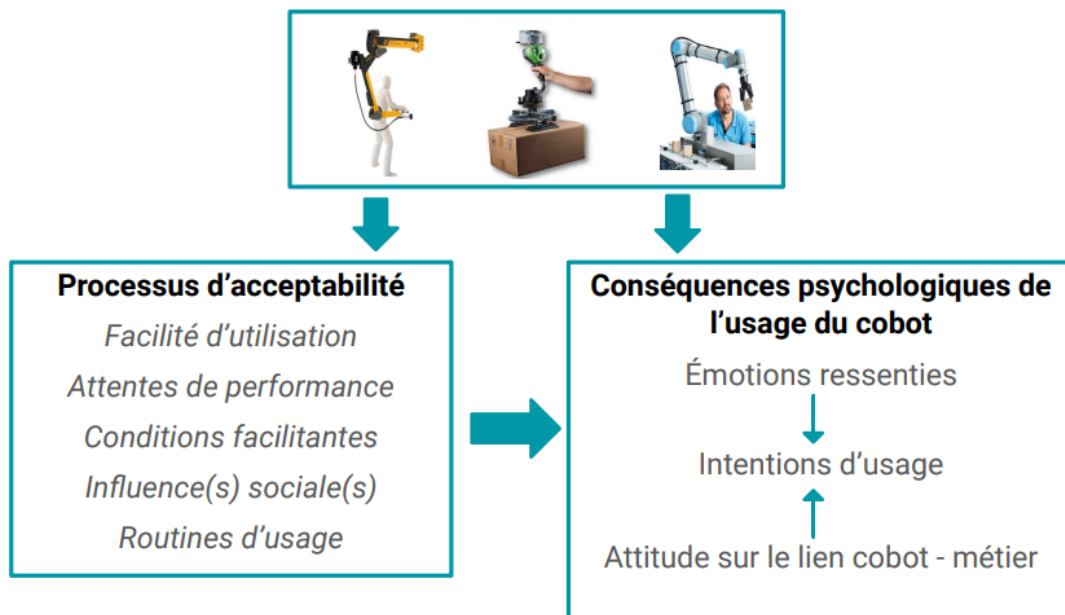 Processus d’acceptabilité
Facilité d’utilisation
Attentes de performance
Conditions facilitantes
Influence(s) sociale(s)
Routines d’usage
Conséquences psychologiques de
l’usage du cobot
Émotions ressenties
Intentions d’usage
Attitude sur le lien cobot - métier